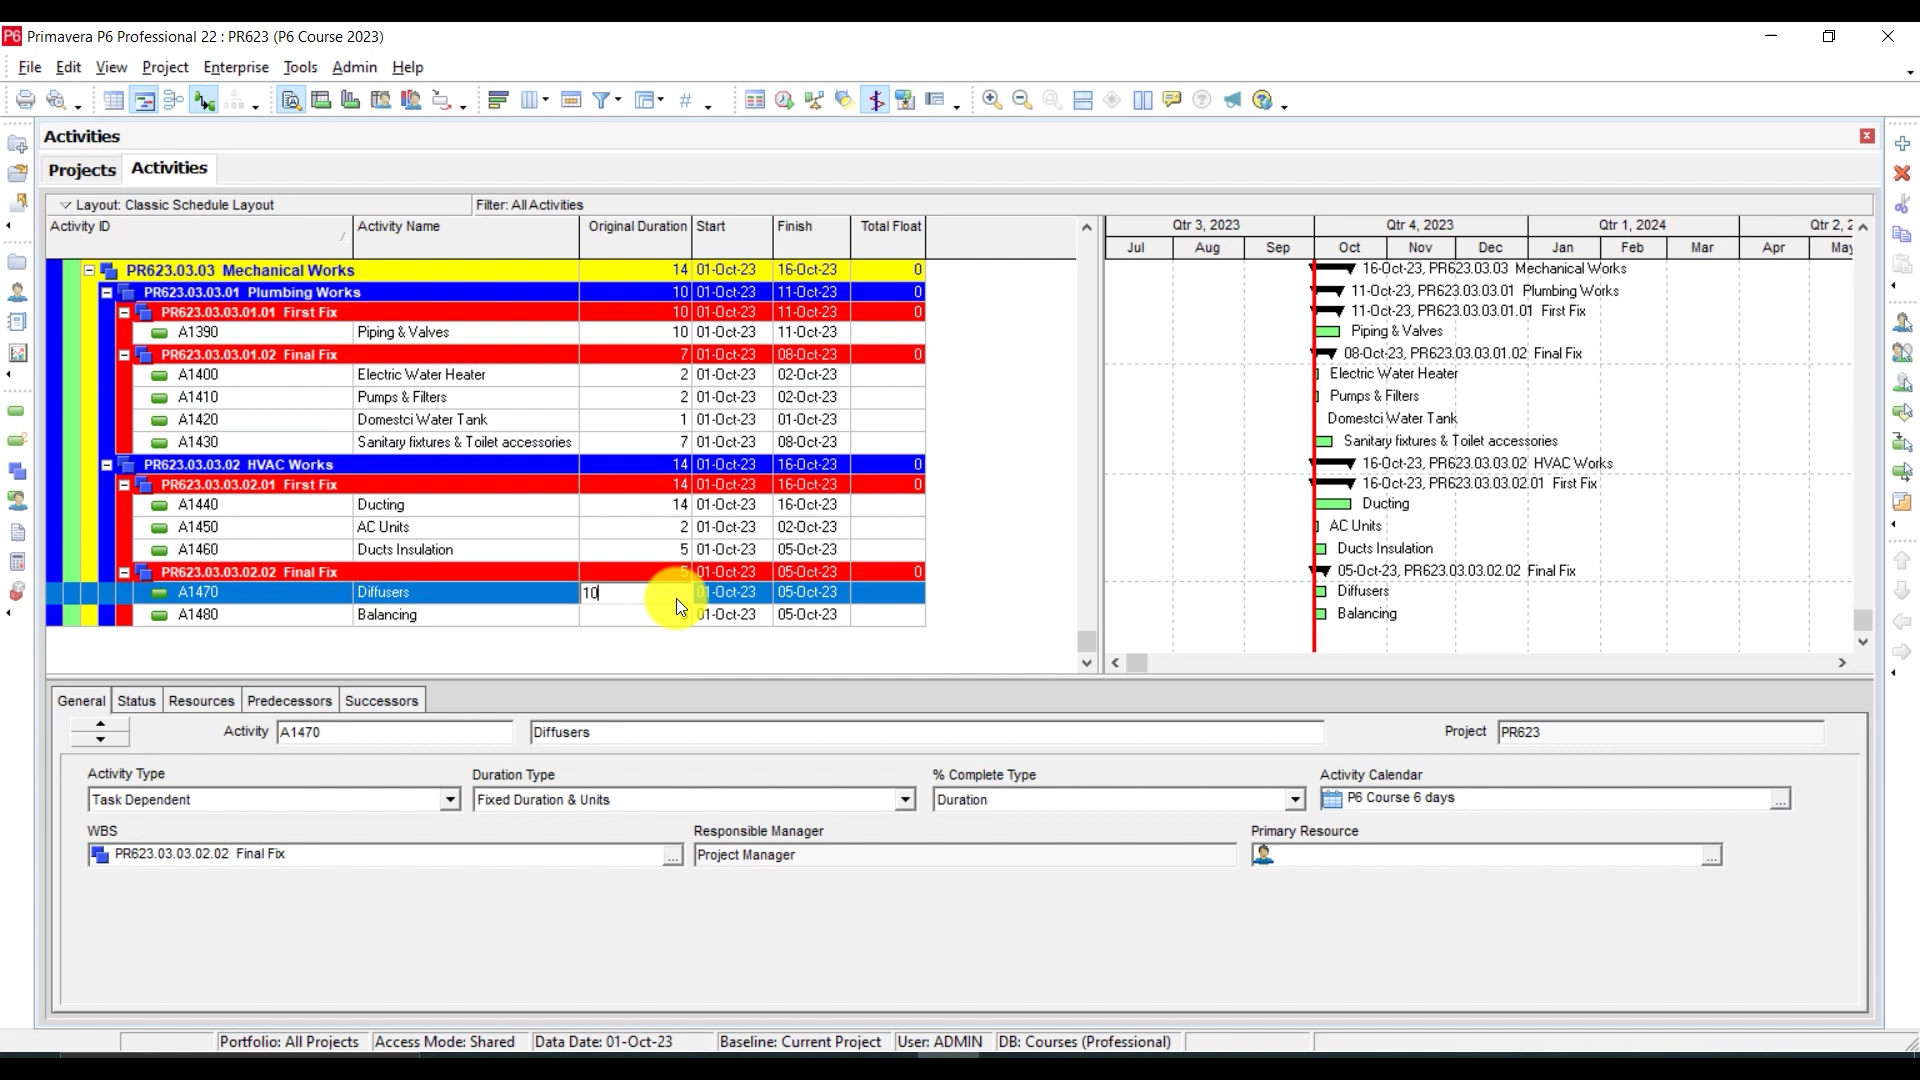 P6 Primavera P6 Professional 22 : PR623 (P6 Course 2023)
File Edit View Project Enterprise Tools Admin Help
Activities
Projects Activities
Layout: Classic Schedule Layout Filter: All Activities
Activity ID Activity Name Original Duration Start Finish Total Float
Qtr 3, 2023 Qtr 4, 2023 Qtr 1, 2024 Qtr 2, 2
Jul Aug Sep Oct Nov Dec Jan Feb Mar Apr May
PR623.03.03 Mechanical Works 14 01-Oct-23 16-Oct-23 0 16-Oct-23, PR623.03.03 Mechanical Works
PR623.03.03.01 Plumbing Works 10 01-Oct-23 11-Oct-23 0 11-Oct-23, PR623.03.03.01 Plumbing Works
PR623.03.03.01.01 First Fix 10 01-Oct-23 11-Oct-23 0 11-Oct-23, PR623.03.03.01.01 First Fix
A1390 Piping & Valves 10 01-Oct-23 11-Oct-23 Piping & Valves
PR623.03.03.01.02 Final Fix 7 01-Oct-23 08-Oct-23 0 08-Oct-23, PR623.03.03.01.02 Final Fix
A1400 Electric Water Heater 2 01-Oct-23 02-Oct-23 Electric Water Heater
A1410 Pumps & Filters 2 01-Oct-23 02-Oct-23 Pumps & Filters
A1420 Domestci Water Tank 1 01-Oct-23 01-Oct-23 Domestci Water Tank
A1430 Sanitary fixtures & Toilet accessories 7 01-Oct-23 08-Oct-23 Sanitary fixtures & Toilet accessories
PR623.03.03.02 HVAC Works 14 01-Oct-23 16-Oct-23 0 16-Oct-23, PR623.03.03.02 HVAC Works
PR623.03.03.02.01 First Fix 14 01-Oct-23 16-Oct-23 0 16-Oct-23, PR623.03.03.02.01 First Fix
A1440 Ducting 14 01-Oct-23 16-Oct-23 Ducting
A1450 AC Units 2 01-Oct-23 02-Oct-23 AC Units
A1460 Ducts Insulation 5 01-Oct-23 05-Oct-23 Ducts Insulation
PR623.03.03.02.02 Final Fix 5 01-Oct-23 05-Oct-23 0 05-Oct-23, PR623.03.03.02.02 Final Fix
A1470 Diffusers 10 01-Oct-23 05-Oct-23 Diffusers
A1480 Balancing 01-Oct-23 05-Oct-23 Balancing
General Status Resources Predecessors Successors
Activity A1470 Diffusers Project PR623
Activity Type Duration Type % Complete Type Activity Calendar
Task Dependent Fixed Duration & Units Duration P6 Course 6 days ...
WBS Responsible Manager Primary Resource
PR623.03.03.02.02 Final Fix ... Project Manager ...
Portfolio: All Projects Access Mode: Shared Data Date: 01-Oct-23 Baseline: Current Project User: ADMIN DB: Courses (Professional)